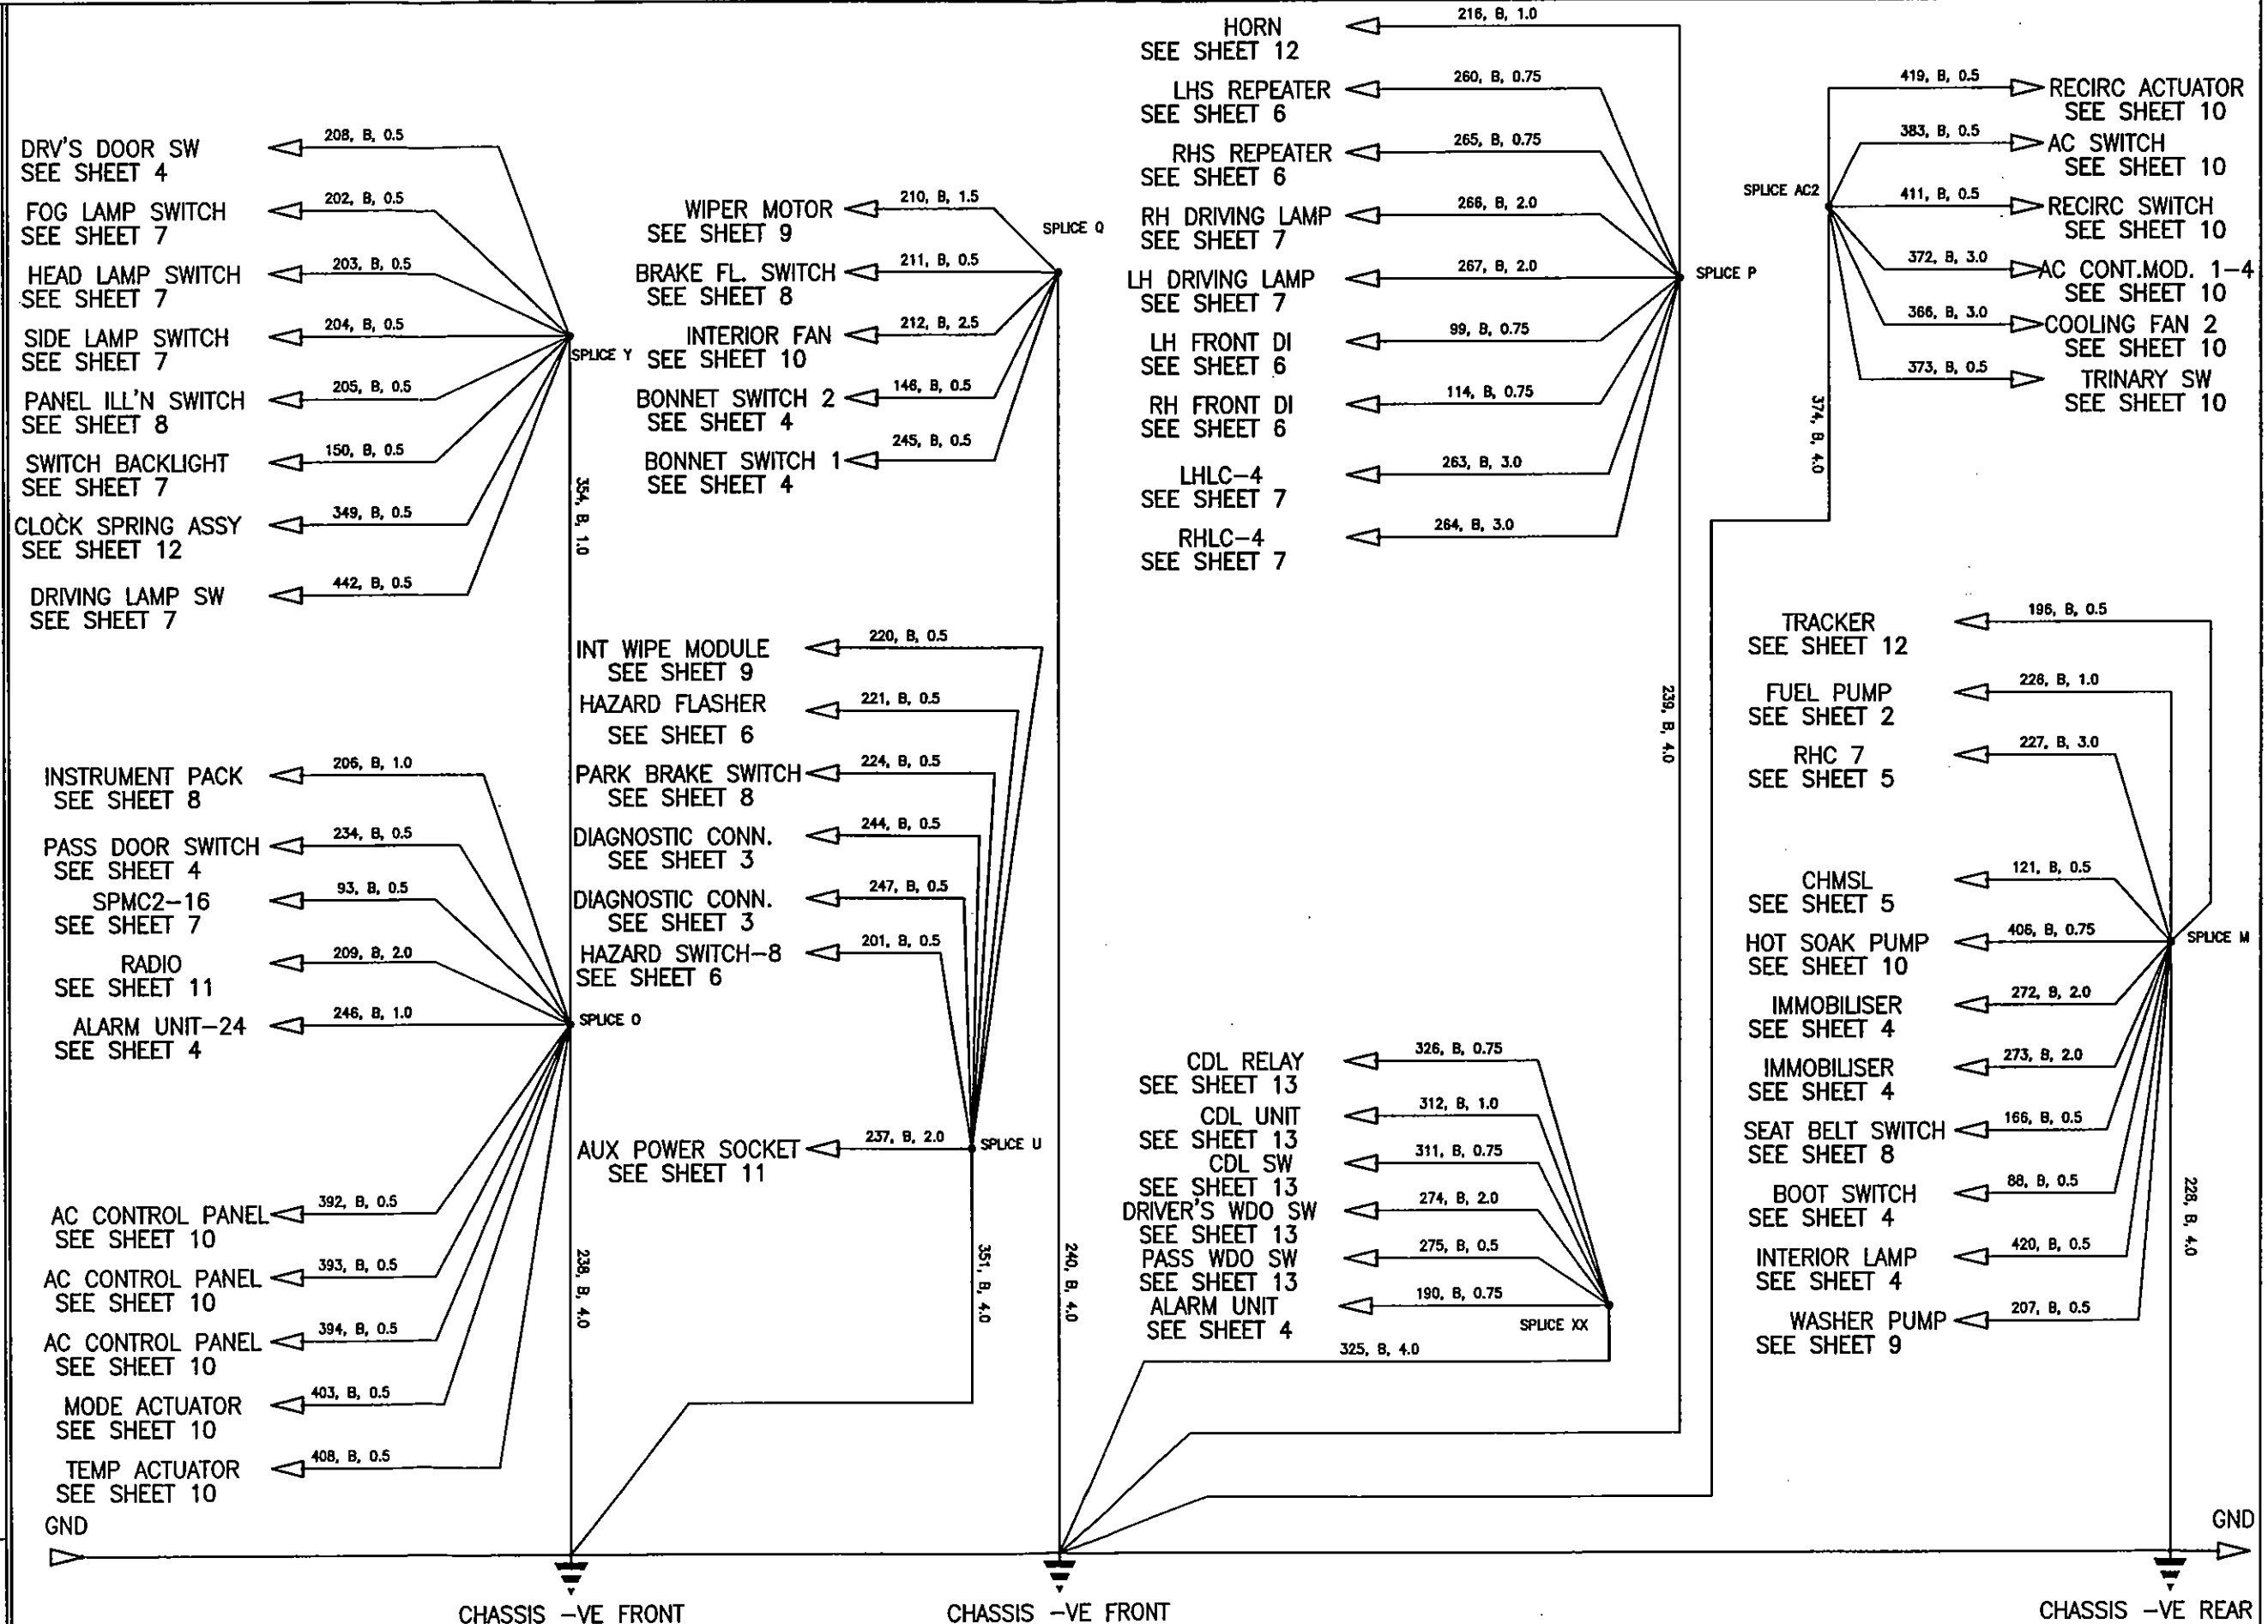 DRV'S DOOR SW
SEE SHEET 4
208, B, 0.5
FOG LAMP SWITCH
SEE SHEET 7
202, B, 0.5
HEAD LAMP SWITCH
SEE SHEET 7
203, B, 0.5
SIDE LAMP SWITCH
SEE SHEET 7
204, B, 0.5
PANEL ILL'N SWITCH
SEE SHEET 8
205, B, 0.5
SWITCH BACKLIGHT
SEE SHEET 7
150, B, 0.5
CLOCK SPRING ASSY
SEE SHEET 12
349, B, 0.5
DRIVING LAMP SW
SEE SHEET 7
442, B, 0.5
SPLICE Y
354, B, 1.0
INSTRUMENT PACK
SEE SHEET 8
206, B, 1.0
PASS DOOR SWITCH
SEE SHEET 4
234, B, 0.5
SPMC2-16
SEE SHEET 7
93, B, 0.5
RADIO
SEE SHEET 11
209, B, 2.0
ALARM UNIT-24
SEE SHEET 4
246, B, 1.0
SPLICE O
AC CONTROL PANEL
SEE SHEET 10
392, B, 0.5
AC CONTROL PANEL
SEE SHEET 10
393, B, 0.5
AC CONTROL PANEL
SEE SHEET 10
394, B, 0.5
MODE ACTUATOR
SEE SHEET 10
403, B, 0.5
TEMP ACTUATOR
SEE SHEET 10
408, B, 0.5
238, B, 4.0
GND
CHASSIS -VE FRONT
WIPER MOTOR
SEE SHEET 9
210, B, 1.5
BRAKE FL. SWITCH
SEE SHEET 8
211, B, 0.5
INTERIOR FAN
SEE SHEET 10
212, B, 2.5
BONNET SWITCH 2
SEE SHEET 4
146, B, 0.5
BONNET SWITCH 1
SEE SHEET 4
245, B, 0.5
SPLICE Q
INT WIPE MODULE
SEE SHEET 9
220, B, 0.5
HAZARD FLASHER
SEE SHEET 6
221, B, 0.5
PARK BRAKE SWITCH
SEE SHEET 8
224, B, 0.5
DIAGNOSTIC CONN.
SEE SHEET 3
244, B, 0.5
DIAGNOSTIC CONN.
SEE SHEET 3
247, B, 0.5
HAZARD SWITCH-8
SEE SHEET 6
201, B, 0.5
AUX POWER SOCKET
SEE SHEET 11
237, B, 2.0
SPLICE U
351, B, 4.0
240, B, 4.0
CHASSIS -VE FRONT
HORN
SEE SHEET 12
216, B, 1.0
LHS REPEATER
SEE SHEET 6
260, B, 0.75
RHS REPEATER
SEE SHEET 6
265, B, 0.75
RH DRIVING LAMP
SEE SHEET 7
266, B, 2.0
LH DRIVING LAMP
SEE SHEET 7
267, B, 2.0
LH FRONT DI
SEE SHEET 6
99, B, 0.75
RH FRONT DI
SEE SHEET 6
114, B, 0.75
LHLC-4
SEE SHEET 7
263, B, 3.0
RHLC-4
SEE SHEET 7
264, B, 3.0
SPLICE P
239, B, 4.0
CDL RELAY
SEE SHEET 13
326, B, 0.75
CDL UNIT
SEE SHEET 13
312, B, 1.0
CDL SW
SEE SHEET 13
311, B, 0.75
DRIVER'S WDO SW
SEE SHEET 13
274, B, 2.0
PASS WDO SW
SEE SHEET 13
275, B, 0.5
ALARM UNIT
SEE SHEET 4
190, B, 0.75
SPLICE XX
325, B, 4.0
SPLICE AC2
419, B, 0.5
RECIRC ACTUATOR
SEE SHEET 10
383, B, 0.5
AC SWITCH
SEE SHEET 10
411, B, 0.5
RECIRC SWITCH
SEE SHEET 10
372, B, 3.0
AC CONT.MOD. 1-4
SEE SHEET 10
366, B, 3.0
COOLING FAN 2
SEE SHEET 10
373, B, 0.5
TRINARY SW
SEE SHEET 10
374, B, 4.0
TRACKER
SEE SHEET 12
196, B, 0.5
FUEL PUMP
SEE SHEET 2
226, B, 1.0
RHC 7
SEE SHEET 5
227, B, 3.0
CHMSL
SEE SHEET 5
121, B, 0.5
HOT SOAK PUMP
SEE SHEET 10
406, B, 0.75
SPLICE M
IMMOBILISER
SEE SHEET 4
272, B, 2.0
IMMOBILISER
SEE SHEET 4
273, B, 2.0
SEAT BELT SWITCH
SEE SHEET 8
166, B, 0.5
BOOT SWITCH
SEE SHEET 4
88, B, 0.5
INTERIOR LAMP
SEE SHEET 4
420, B, 0.5
WASHER PUMP
SEE SHEET 9
207, B, 0.5
228, B, 4.0
GND
CHASSIS -VE REAR